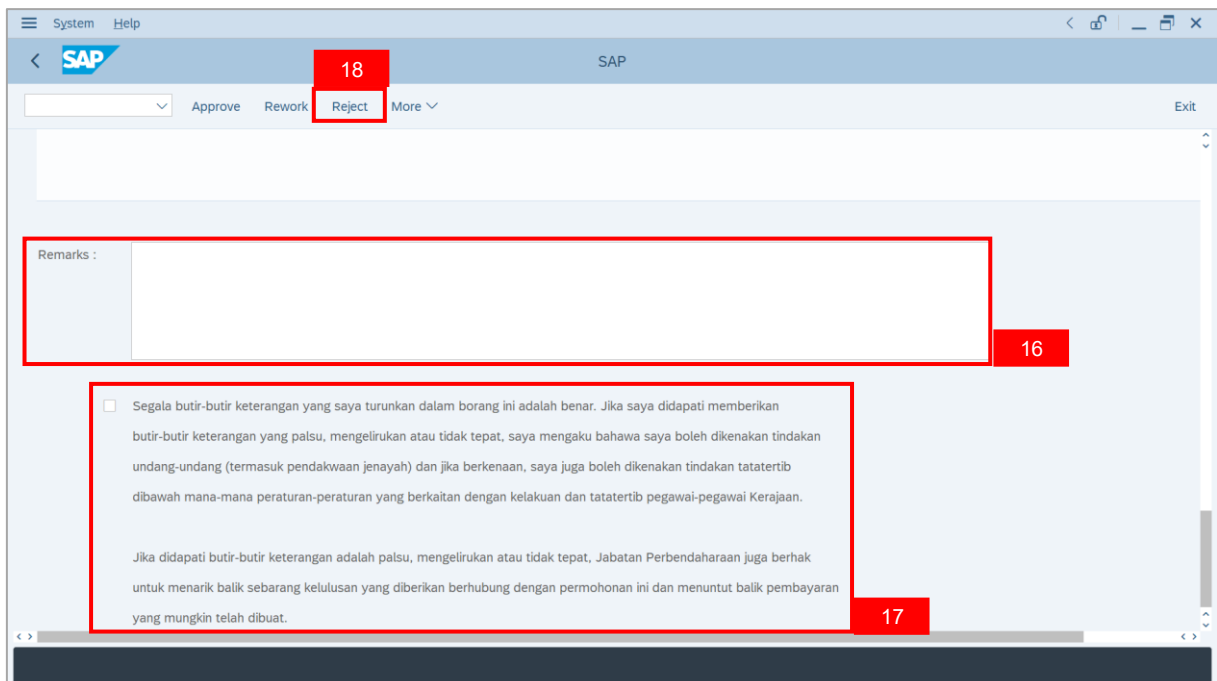 System Help
SAP SAP
18
Approve Rework Reject More Exit
Remarks :
16
Segala butir-butir keterangan yang saya turunkan dalam borang ini adalah benar. Jika saya didapati memberikan
butir-butir keterangan yang palsu, mengelirukan atau tidak tepat, saya mengaku bahawa saya boleh dikenakan tindakan
undang-undang (termasuk pendakwaan jenayah) dan jika berkenaan, saya juga boleh dikenakan tindakan tatatertib
dibawah mana-mana peraturan-peraturan yang berkaitan dengan kelakuan dan tatatertib pegawai-pegawai Kerajaan.
Jika didapati butir-butir keterangan adalah palsu, mengelirukan atau tidak tepat, Jabatan Perbendaharaan juga berhak
untuk menarik balik sebarang kelulusan yang diberikan berhubung dengan permohonan ini dan menuntut balik pembayaran
yang mungkin telah dibuat.
17